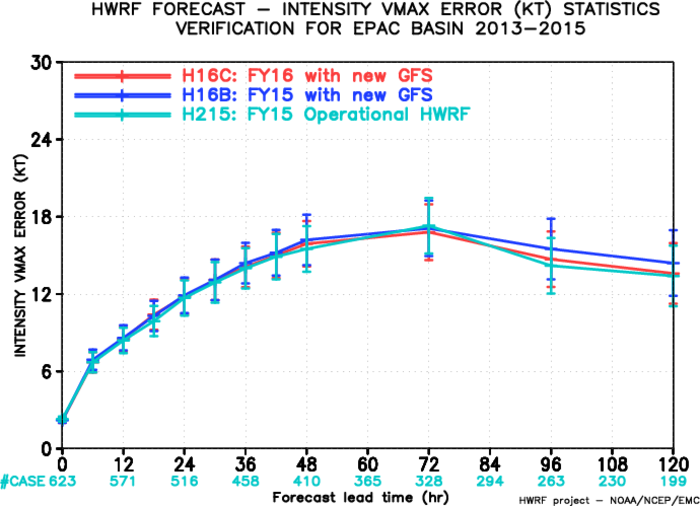 HWRF FORECAST – INTENSITY VMAX ERROR (KT) STATISTICS
VERIFICATION FOR EPAC BASIN 2013–2015
H16C: FY16 with new GFS
H16B: FY15 with new GFS
H215: FY15 Operational HWRF
INTENSITY VMAX ERROR (KT)
30
24
18
12
6
0
0 12 24 36 48 60 72 84 96 108 120
#CASE 623 571 516 458 410 365 328 294 263 230 199
Forecast lead time (hr)
HWRF project – NOAA/NCEP/EMC